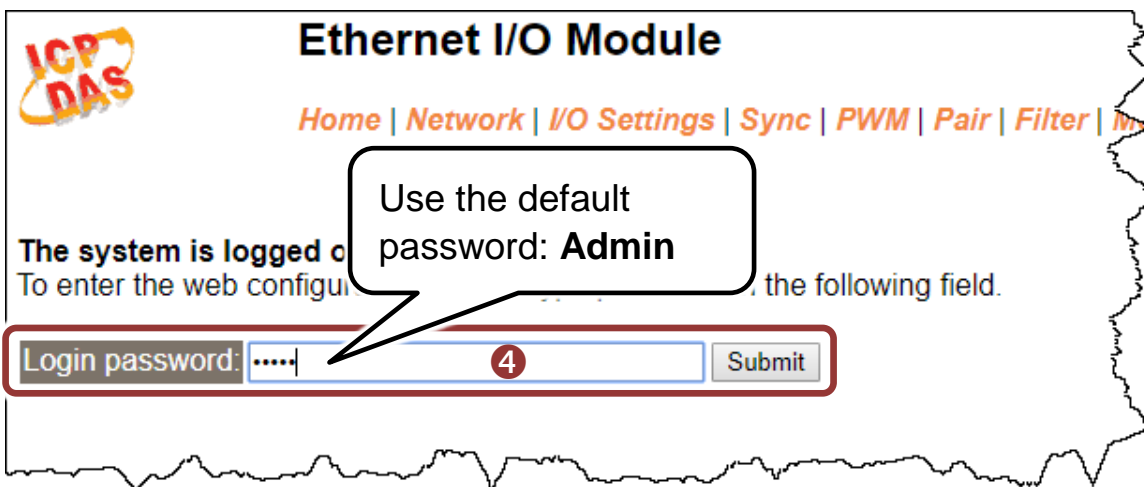 ICP
DAS
Ethernet I/O Module
Home | Network | I/O Settings | Sync | PWM | Pair | Filter |
Use the default
password: Admin
The system is logged
To enter the web the following field.
Login password: ••••• 4 Submit